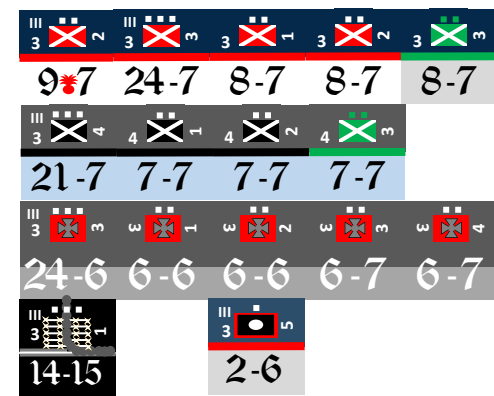 III 3 2 III 3 3 3 1 3 2 3 3
9 7 24-7 8-7 8-7 8-7
III 3 4 4 1 4 2 4 3
21-7 7-7 7-7 7-7
III 3 3 3 1 3 2 3 3 3 4
24-6 6-6 6-6 6-7 6-7
III 3 1 III 3 5
14-15 2-6